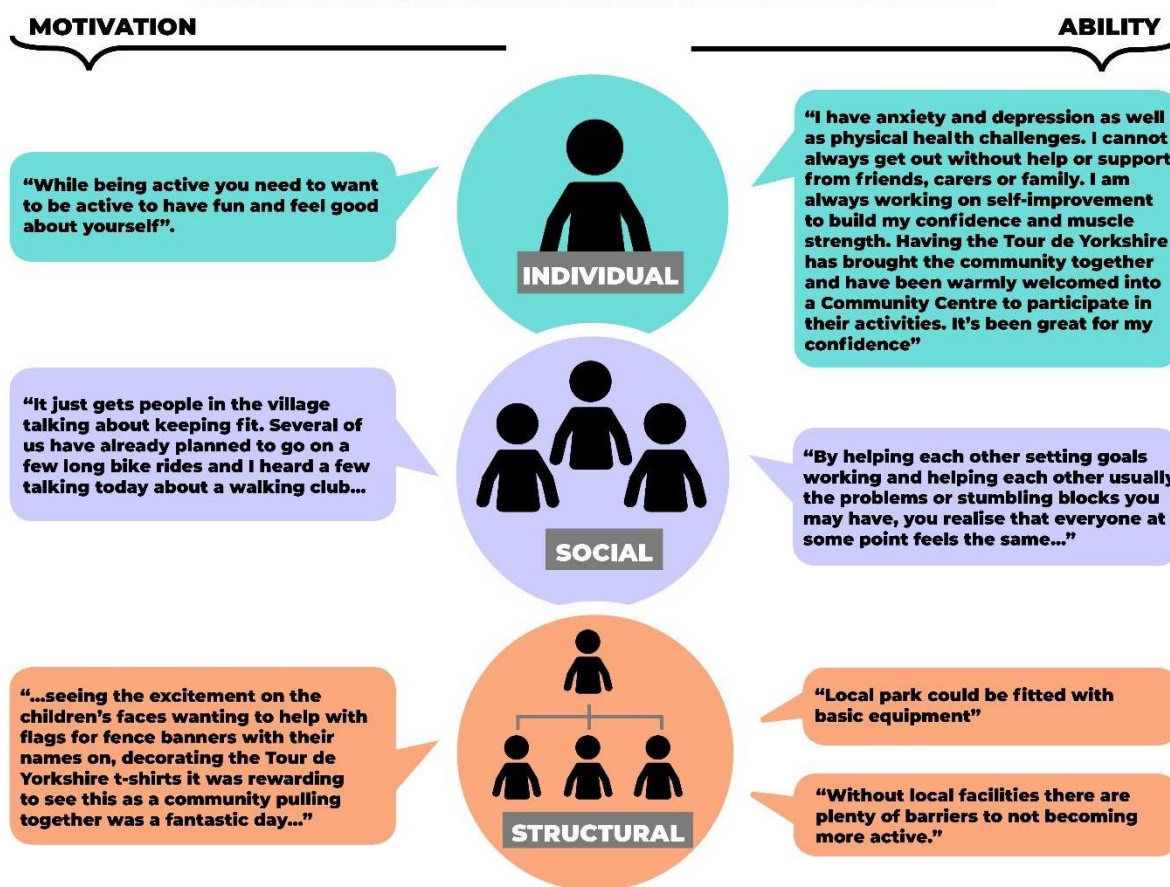 MOTIVATION
ABILITY
“While being active you need to want
to be active to have fun and feel good
about yourself”.
INDIVIDUAL
“I have anxiety and depression as well
as physical health challenges. I cannot
always get out without help or support
from friends, carers or family. I am
always working on self-improvement
to build my confidence and muscle
strength. Having the Tour de Yorkshire
has brought the community together
and have been warmly welcomed into
a Community Centre to participate in
their activities. It’s been great for my
confidence”
“It just gets people in the village
talking about keeping fit. Several of
us have already planned to go on a
few long bike rides and I heard a few
talking today about a walking club...
SOCIAL
“By helping each other setting goals
working and helping each other usually
the problems or stumbling blocks you
may have, you realise that everyone at
some point feels the same...”
“...seeing the excitement on the
children’s faces wanting to help with
flags for fence banners with their
names on, decorating the Tour de
Yorkshire t-shirts it was rewarding
to see this as a community pulling
together was a fantastic day...”
STRUCTURAL
“Local park could be fitted with
basic equipment”
“Without local facilities there are
plenty of barriers to not becoming
more active.”